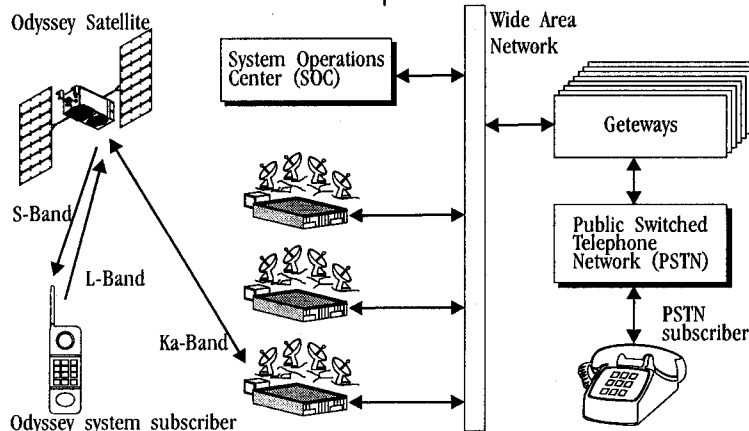 Odyssey Satellite
System Operations
Center (SOC)
Wide Area
Network
Geteways
S-Band
L-Band
Public Switched
Telephone
Network (PSTN)
Ka-Band
PSTN
subscriber
Odyssey system subscriber